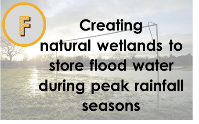 F
Creating
natural wetlands to
store flood water
during peak rainfall
seasons